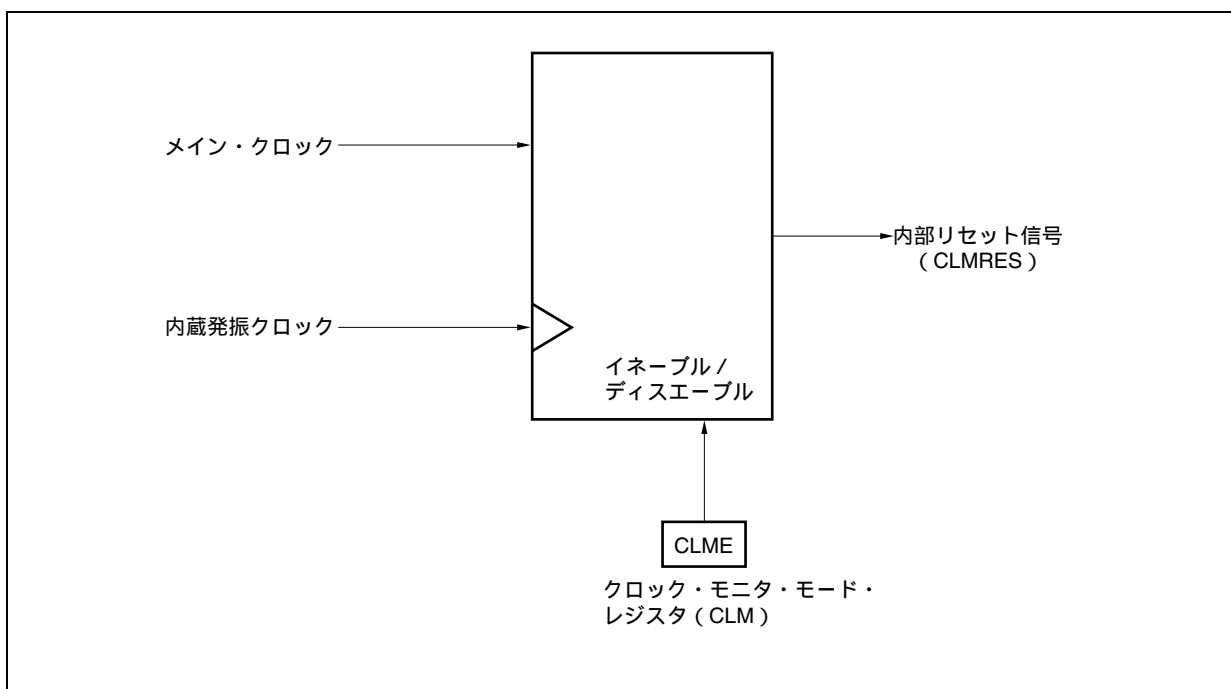 メイン・クロック
内部リセット信号
（CLMRES）
内蔵発振クロック
イネーブル／
ディスエーブル
CLME
クロック・モニタ・モード・
レジスタ（CLM）